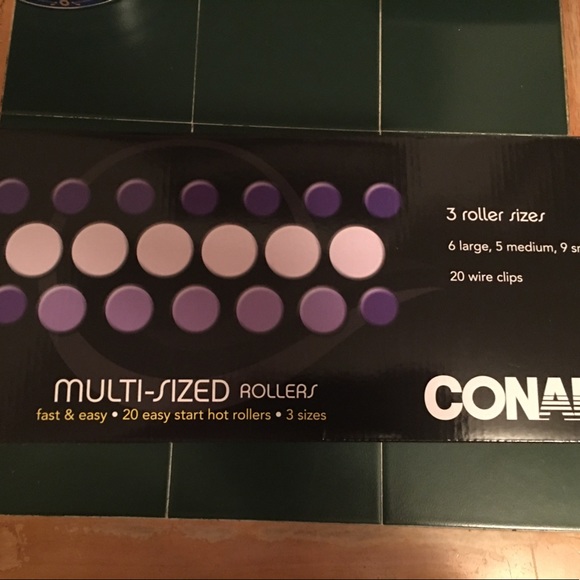 3 roller sizes
6 large, 5 medium, 9
20 wire clips
MULTI-SIZED ROLLERS
fast & easy • 20 easy start hot rollers • 3 sizes